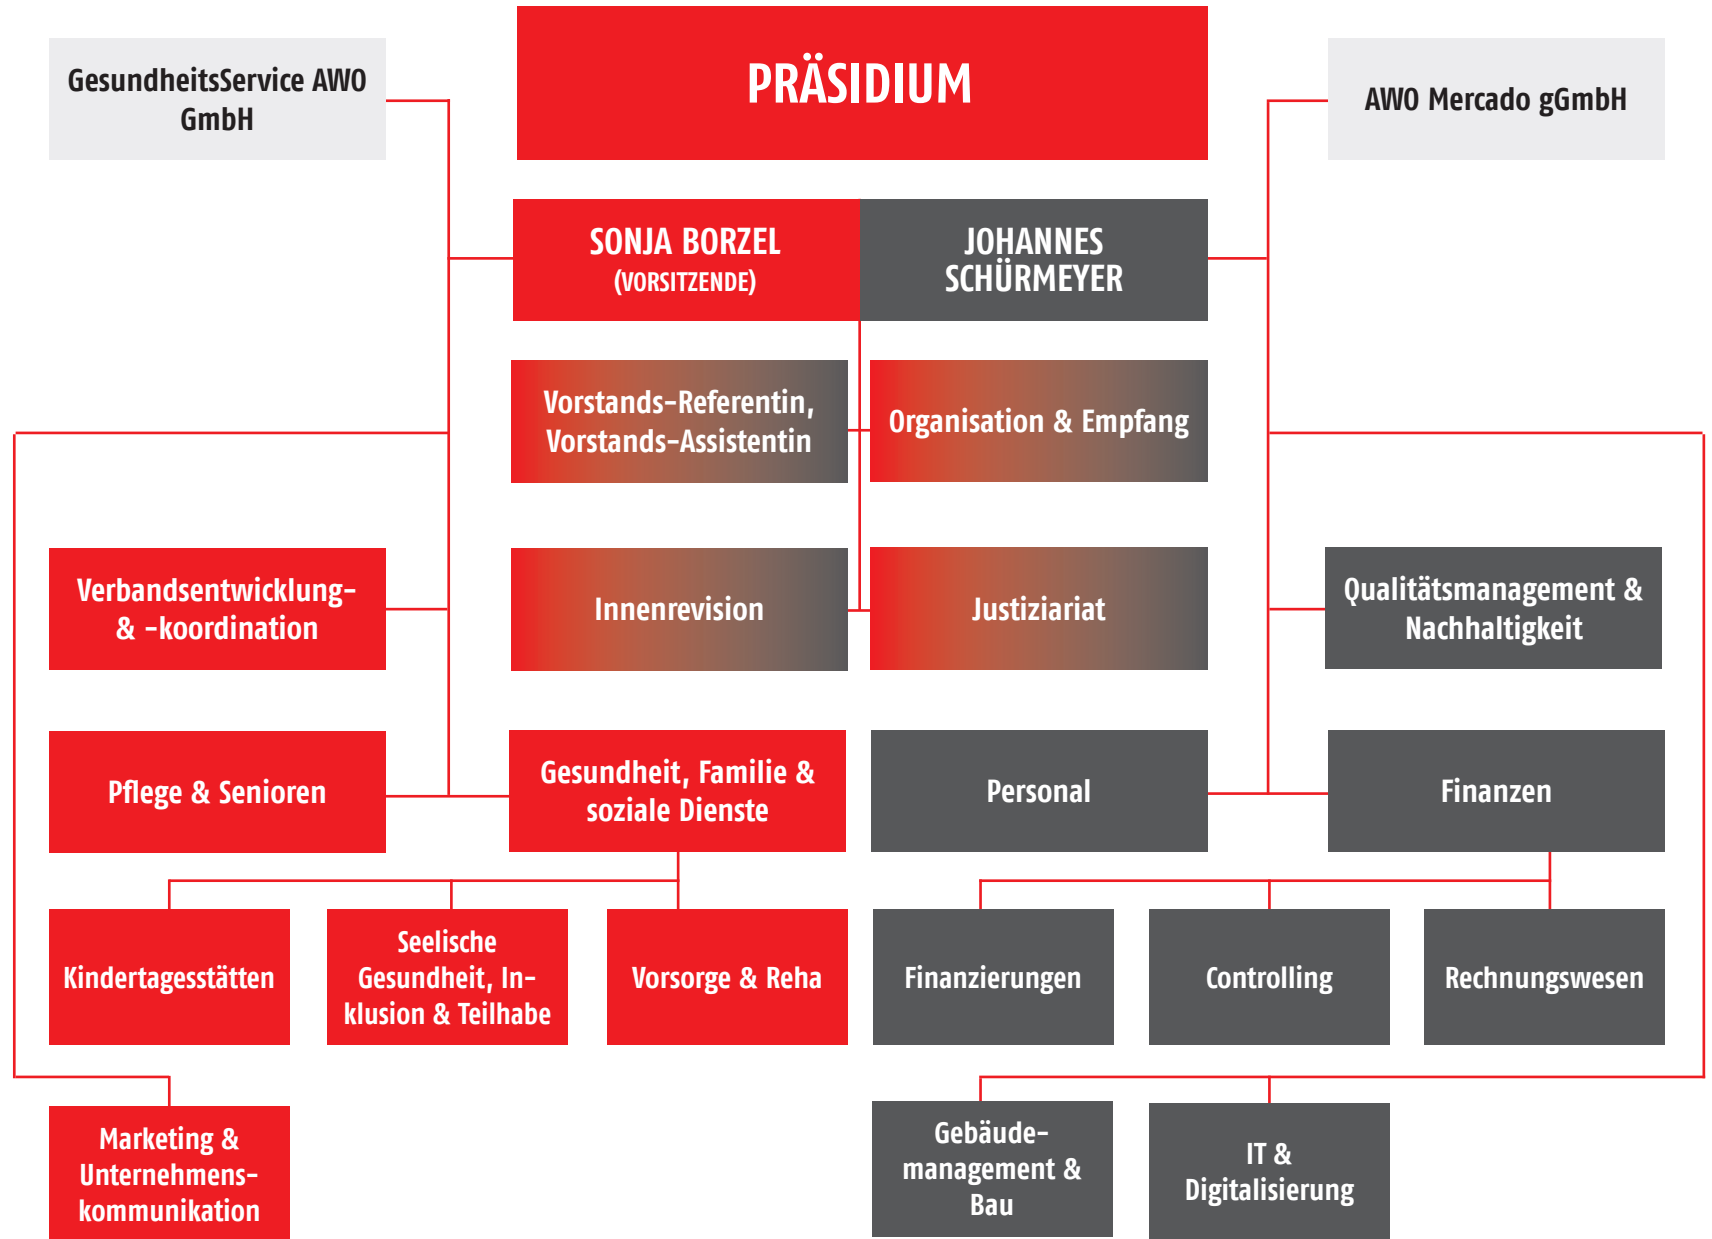 GesundheitsService AWO
GmbH
PRÄSIDIUM
AWO Mercado gGmbH
SONJA BORZEL
(VORSITZENDE)
JOHANNES
SCHÜRMEYER
Vorstands-Referentin,
Vorstands-Assistentin
Organisation & Empfang
Verbandsentwicklung-
& -koordination
Innenrevision
Justiziariat
Qualitätsmanagement &
Nachhaltigkeit
Pflege & Senioren
Gesundheit, Familie &
soziale Dienste
Personal
Finanzen
Kindertagesstätten
Seelische
Gesundheit, In-
klusion & Teilhabe
Vorsorge & Reha
Finanzierungen
Controlling
Rechnungswesen
Marketing &
Unternehmens-
kommunikation
Gebäude-
management &
Bau
IT &
Digitalisierung